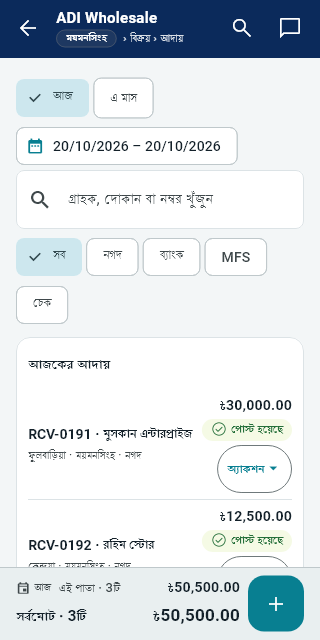 ADI Wholesale
ময়মনসিংহ › বিক্রয় › আদায়
আজ
এ মাস
20/10/2026 – 20/10/2026
গ্রাহক, দোকান বা নম্বর খুঁজুন
সব
নগদ
ব্যাংক
MFS
চেক
আজকের আদায়
৳30,000.00
RCV-0191 · মুসকান এন্টারপ্রাইজ
পোস্ট হয়েছে
ফুলবাড়িয়া · ময়মনসিংহ · নগদ
অ্যাকশন
৳12,500.00
RCV-0192 · রহিম স্টোর
পোস্ট হয়েছে
আজ এই পাতা · 3টি ৳50,500.00
সর্বমোট · 3টি ৳50,500.00